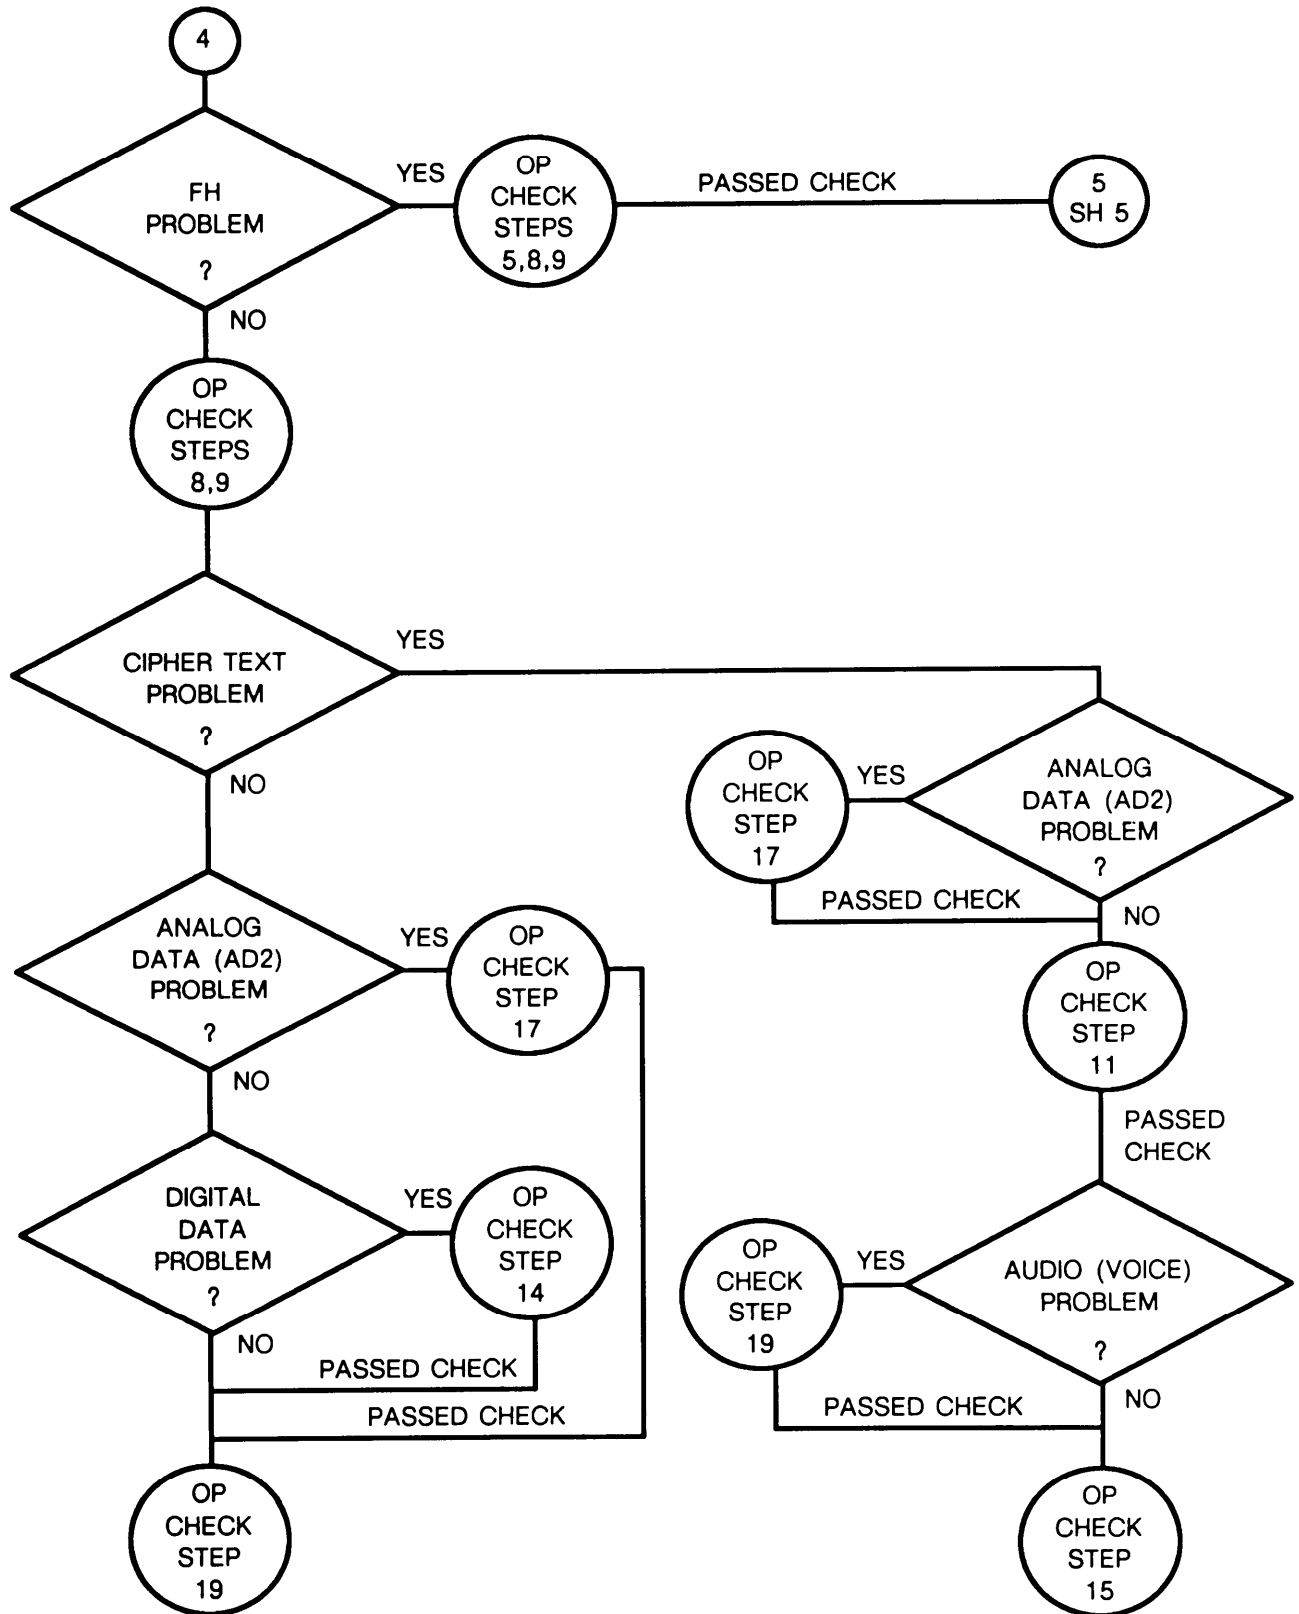 4
FH
PROBLEM
?
YES
OP
CHECK
STEPS
5,8,9
PASSED CHECK
5
SH 5
NO
OP
CHECK
STEPS
8,9
CIPHER TEXT
PROBLEM
?
YES
NO
ANALOG
DATA (AD2)
PROBLEM
?
YES
OP
CHECK
STEP
17
PASSED CHECK
NO
ANALOG
DATA (AD2)
PROBLEM
?
YES
OP
CHECK
STEP
17
NO
OP
CHECK
STEP
11
PASSED
CHECK
DIGITAL
DATA
PROBLEM
?
YES
OP
CHECK
STEP
14
NO
PASSED CHECK
PASSED CHECK
OP
CHECK
STEP
19
AUDIO (VOICE)
PROBLEM
?
YES
OP
CHECK
STEP
19
PASSED CHECK
NO
OP
CHECK
STEP
15